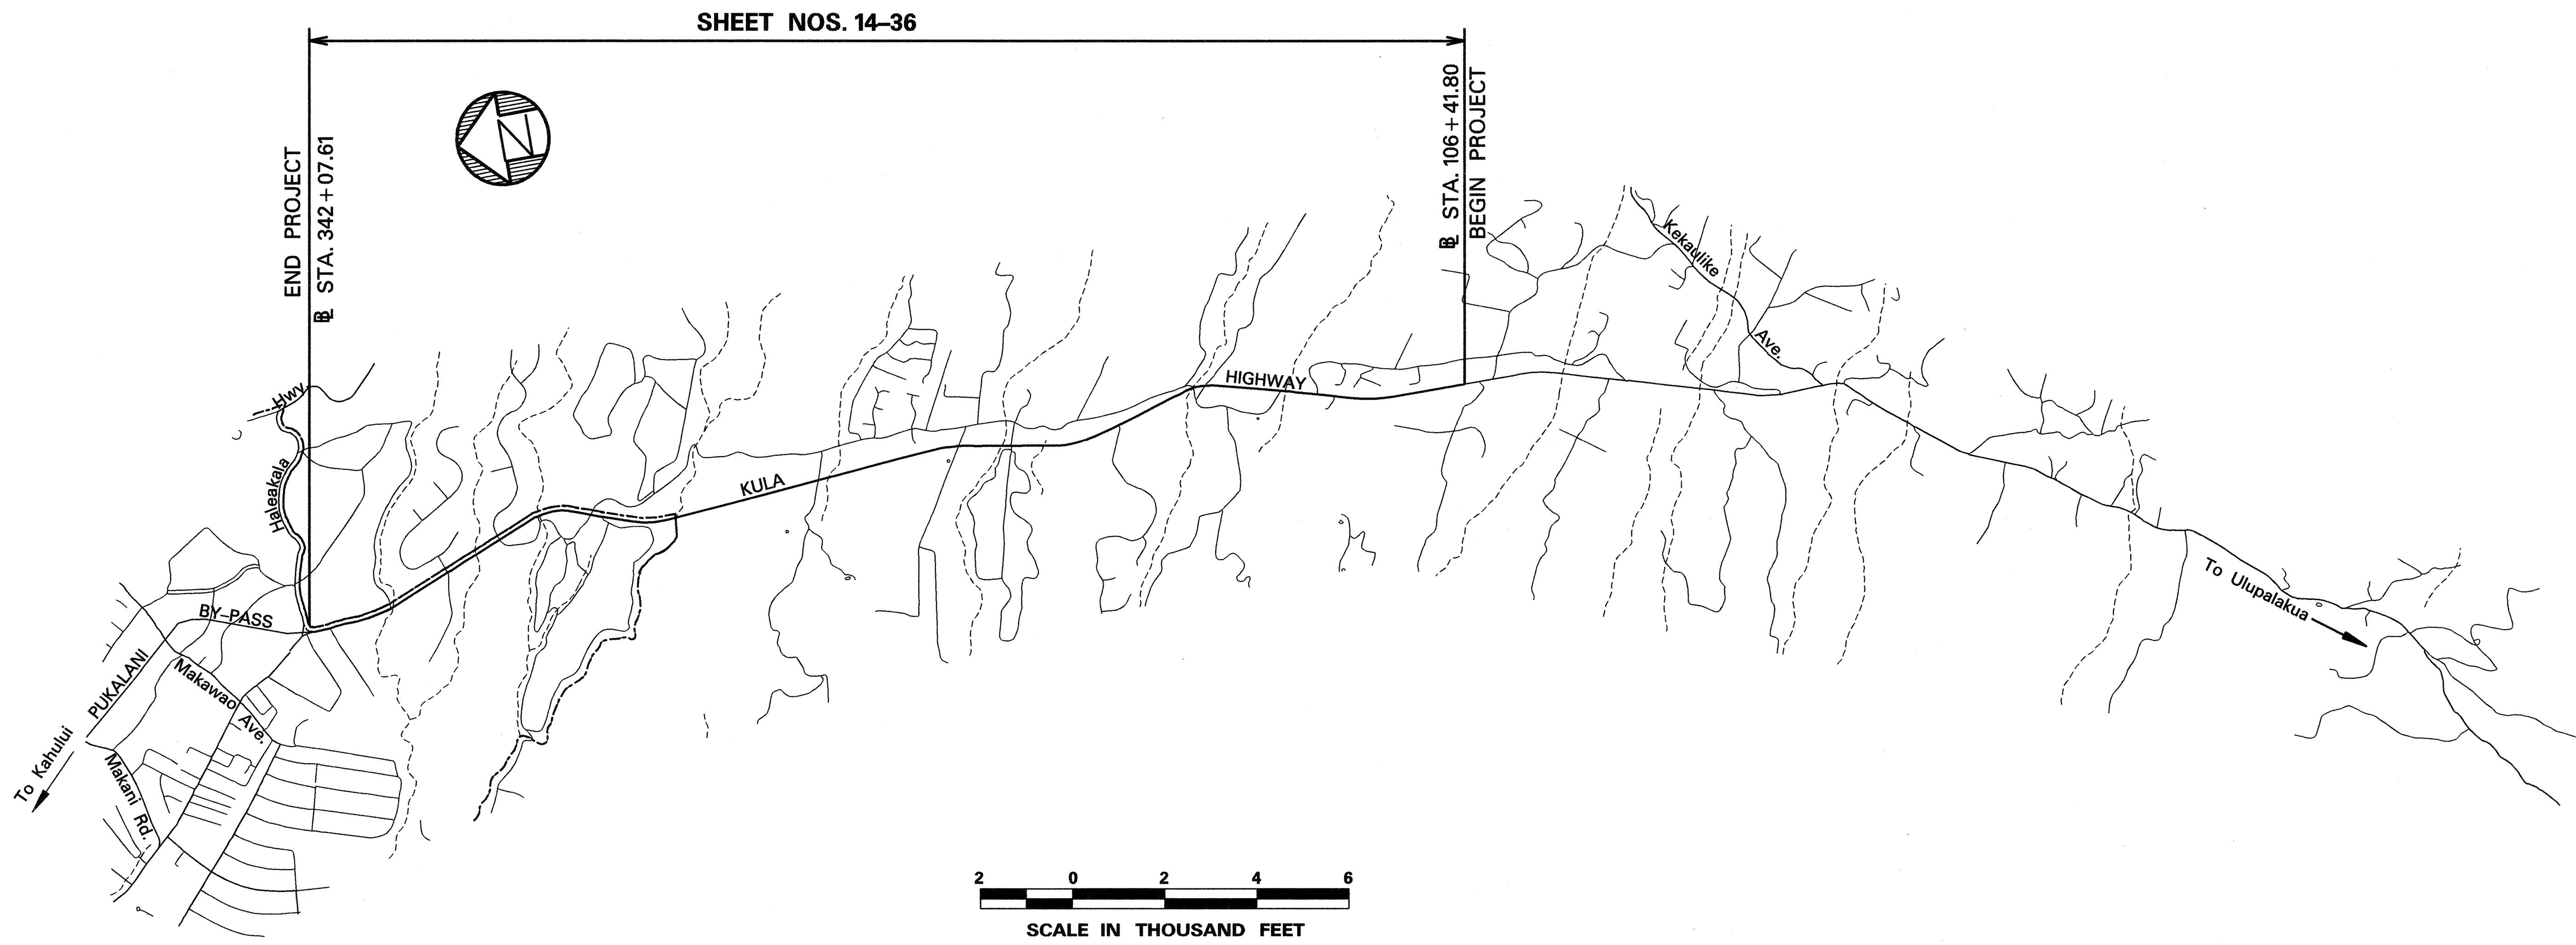 SHEET NOS. 14–36
END PROJECT
BL STA. 342+07.61
N
BL STA. 106+41.80
BEGIN PROJECT
Kekaulike
Ave.
Hwy
Haleakala
HIGHWAY
KULA
BY–PASS
PUKALANI
Makawao
Ave.
To Kahului
Makani Rd.
To Ulupalakua
2 0 2 4 6
SCALE IN THOUSAND FEET